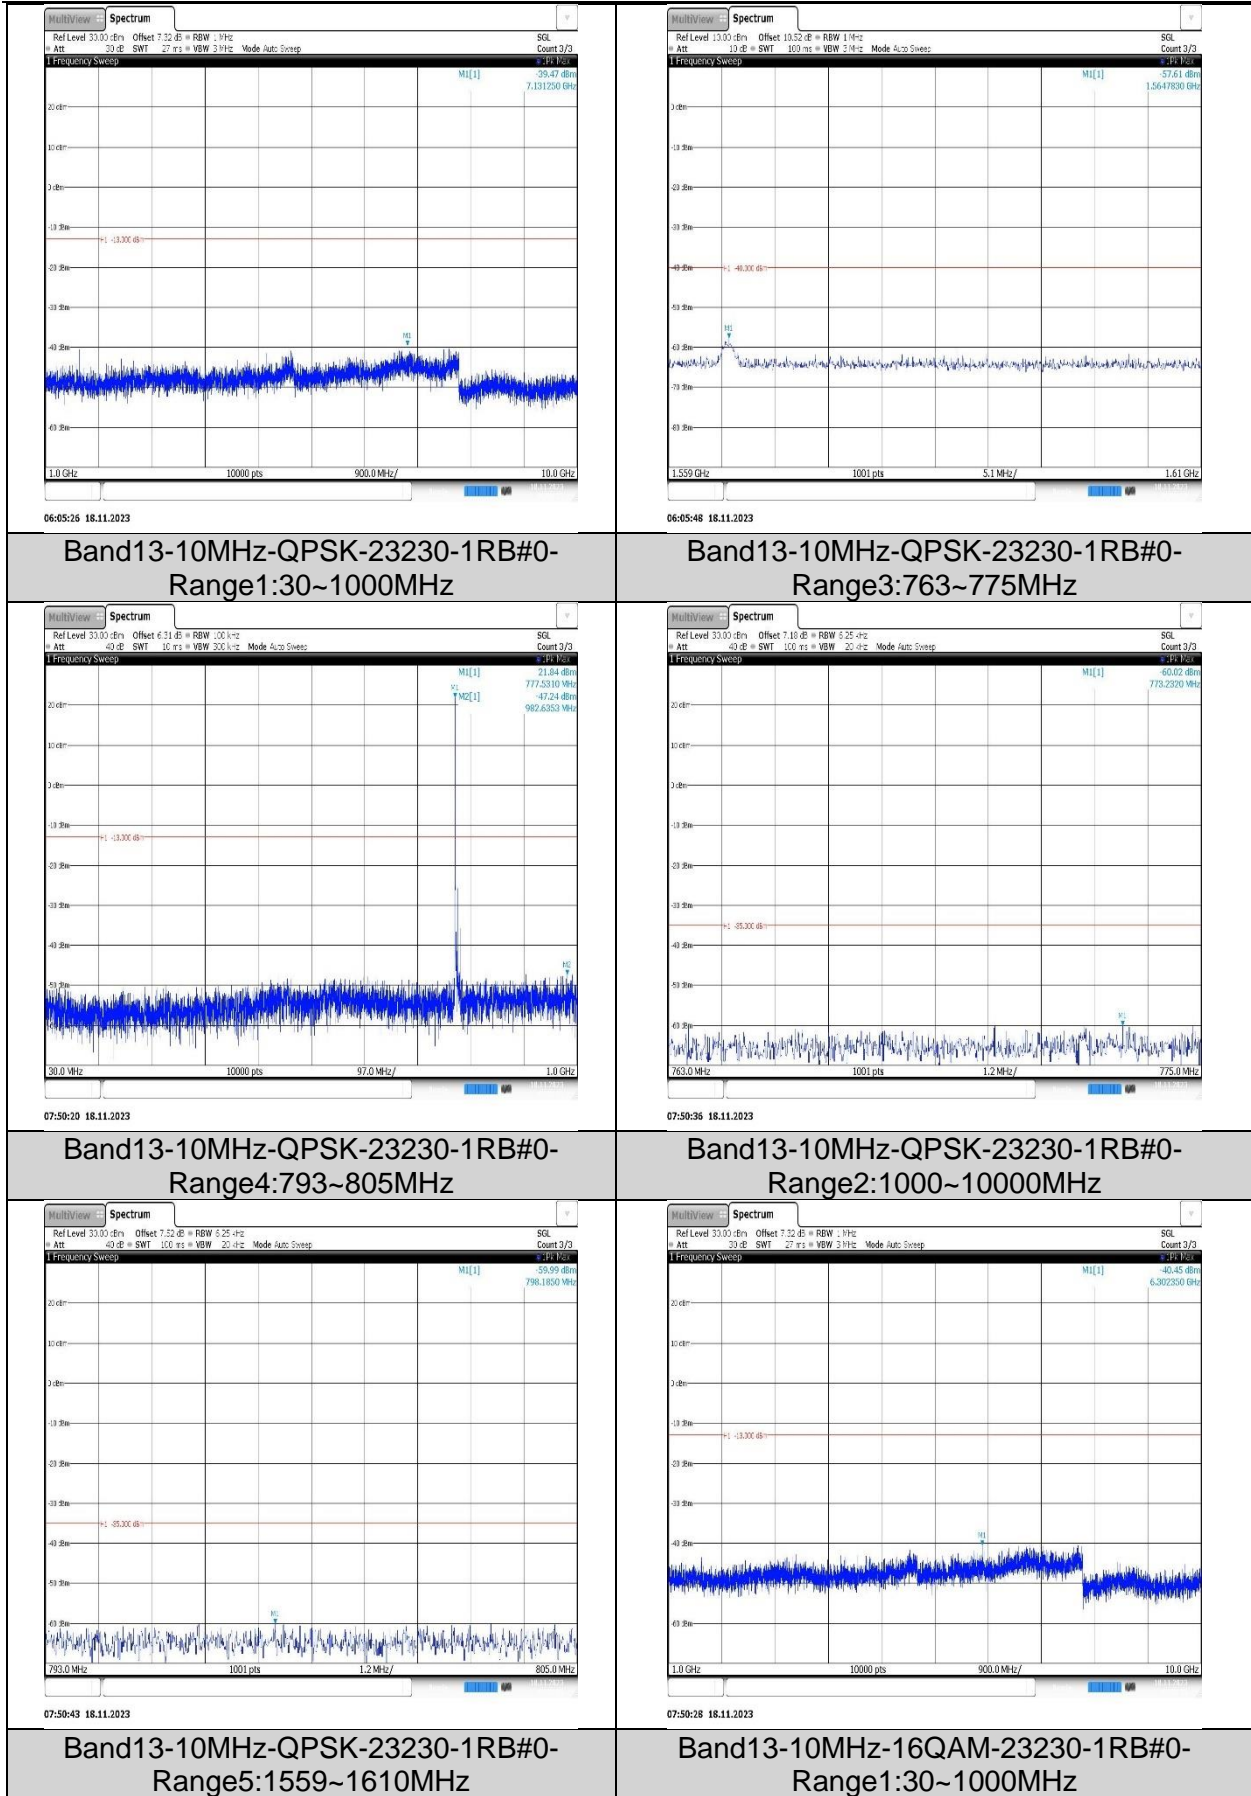 MultiView Spectrum
Ref Level 30.00 dBm Offset 7.32 dB RBW 1 MHz SGL
Att 30 dB SWT 27 ms VBW 3 MHz Mode Auto Sweep Count 3/3
1 Frequency Sweep 1Pk Max
M1[1] -39.47 dBm
7.131250 GHz
20 dBm
10 dBm
0 dBm
-10 dBm
H1 -13.000 dBm
-20 dBm
-30 dBm
M1
-40 dBm
-60 dBm
1.0 GHz 10000 pts 900.0 MHz/ 10.0 GHz
06:05:26 18.11.2023
MultiView Spectrum
Ref Level 10.00 dBm Offset 10.52 dB RBW 1 MHz SGL
Att 10 dB SWT 100 ms VBW 3 MHz Mode Auto Sweep Count 3/3
1 Frequency Sweep 1Pk Max
M1[1] -57.61 dBm
1.5647830 GHz
0 dBm
-10 dBm
-20 dBm
-30 dBm
-40 dBm H1 -40.000 dBm
-50 dBm
M1
-60 dBm
-70 dBm
-80 dBm
1.559 GHz 1001 pts 5.1 MHz/ 1.61 GHz
06:05:48 18.11.2023
Band13-10MHz-QPSK-23230-1RB#0-
Range1:30~1000MHz
Band13-10MHz-QPSK-23230-1RB#0-
Range3:763~775MHz
MultiView Spectrum
Ref Level 30.00 dBm Offset 6.31 dB RBW 100 kHz SGL
Att 40 dB SWT 10 ms VBW 300 kHz Mode Auto Sweep Count 3/3
1 Frequency Sweep 1Pk Max
M1[1] 21.84 dBm
777.5310 MHz
M1
M2[1] -47.24 dBm
982.6353 MHz
20 dBm
10 dBm
0 dBm
-10 dBm
H1 -13.000 dBm
-20 dBm
-30 dBm
-40 dBm
M2
-50 dBm
30.0 MHz 10000 pts 97.0 MHz/ 1.0 GHz
07:50:20 18.11.2023
MultiView Spectrum
Ref Level 30.00 dBm Offset 7.18 dB RBW 6.25 kHz SGL
Att 40 dB SWT 100 ms VBW 20 kHz Mode Auto Sweep Count 3/3
1 Frequency Sweep 1Pk Max
M1[1] -60.02 dBm
773.2320 MHz
20 dBm
10 dBm
0 dBm
-10 dBm
-20 dBm
-30 dBm
H1 -35.000 dBm
-40 dBm
-50 dBm
M1
-60 dBm
763.0 MHz 1001 pts 1.2 MHz/ 775.0 MHz
07:50:36 18.11.2023
Band13-10MHz-QPSK-23230-1RB#0-
Range4:793~805MHz
Band13-10MHz-QPSK-23230-1RB#0-
Range2:1000~10000MHz
MultiView Spectrum
Ref Level 30.00 dBm Offset 7.52 dB RBW 6.25 kHz SGL
Att 40 dB SWT 100 ms VBW 20 kHz Mode Auto Sweep Count 3/3
1 Frequency Sweep 1Pk Max
M1[1] -59.99 dBm
798.1850 MHz
20 dBm
10 dBm
0 dBm
-10 dBm
-20 dBm
-30 dBm
H1 -35.000 dBm
-40 dBm
-50 dBm
M1
-60 dBm
793.0 MHz 1001 pts 1.2 MHz/ 805.0 MHz
07:50:43 18.11.2023
MultiView Spectrum
Ref Level 30.00 dBm Offset 7.32 dB RBW 1 MHz SGL
Att 30 dB SWT 27 ms VBW 3 MHz Mode Auto Sweep Count 3/3
1 Frequency Sweep 1Pk Max
M1[1] -40.45 dBm
6.302350 GHz
20 dBm
10 dBm
0 dBm
-10 dBm
H1 -13.000 dBm
-20 dBm
-30 dBm
M1
-40 dBm
-50 dBm
-60 dBm
1.0 GHz 10000 pts 900.0 MHz/ 10.0 GHz
07:50:28 18.11.2023
Band13-10MHz-QPSK-23230-1RB#0-
Range5:1559~1610MHz
Band13-10MHz-16QAM-23230-1RB#0-
Range1:30~1000MHz